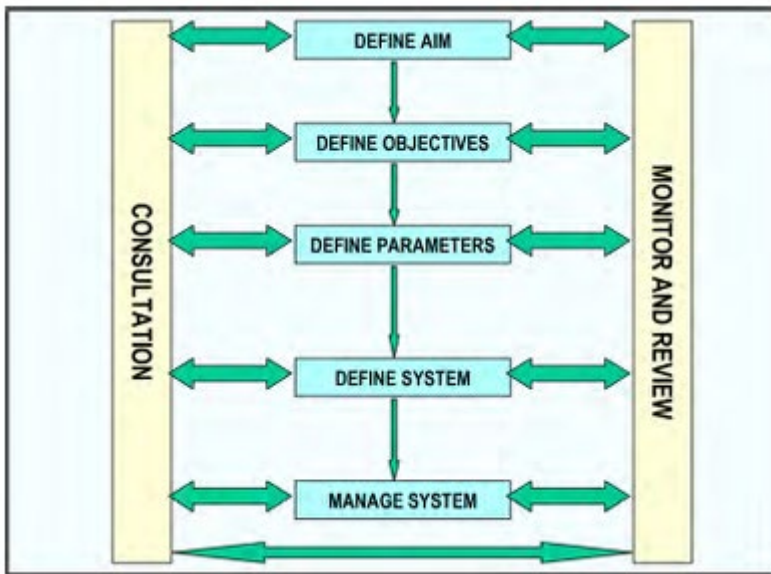 DEFINE AIM
DEFINE OBJECTIVES
DEFINE PARAMETERS
DEFINE SYSTEM
MANAGE SYSTEM
CONSULTATION
MONITOR AND REVIEW